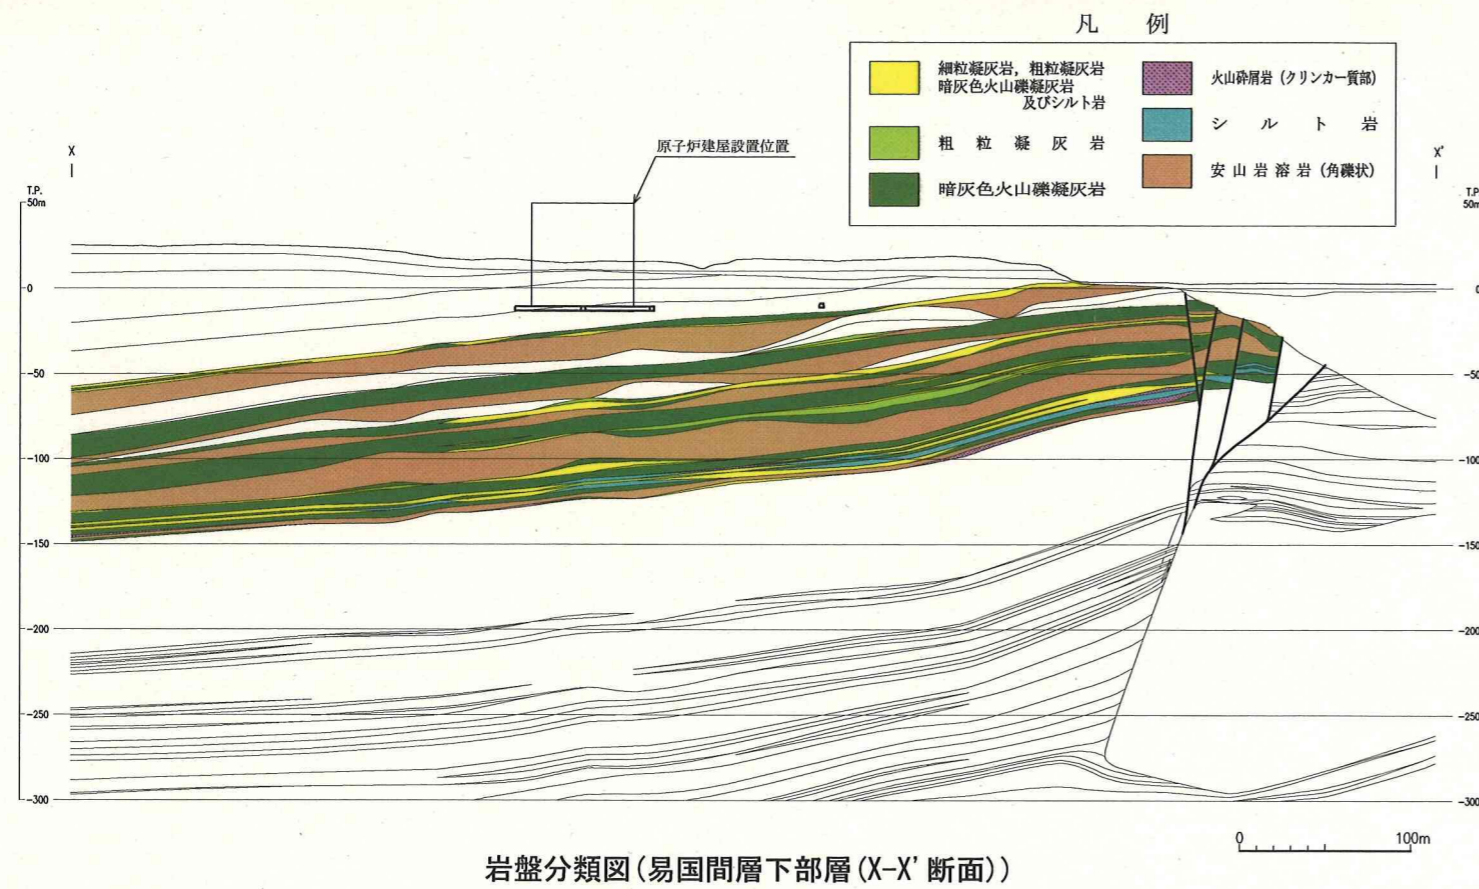 凡 例
細粒凝灰岩，粗粒凝灰岩
暗灰色火山礫凝灰岩
及びシルト岩
粗粒凝灰岩
暗灰色火山礫凝灰岩
火山砕屑岩（クリンカー質部）
シルト岩
安山岩溶岩（角礫状）
原子炉建屋設置位置
X
X'
T.P.
50m
0
-50
-100
-150
-200
-250
-300
T.P.
50m
0
-50
-100
-150
-200
-250
-300
0 100m
岩盤分類図(易国間層下部層(X-X'断面))